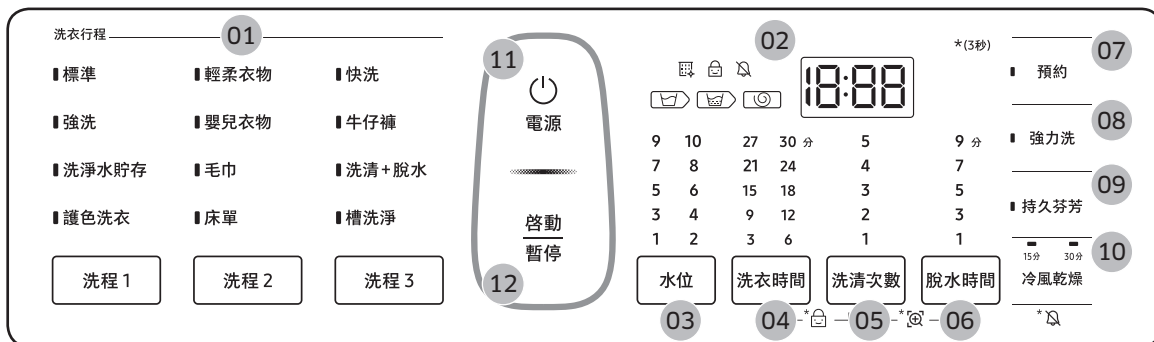 洗衣行程 01
標準 輕柔衣物 快洗
強洗 嬰兒衣物 牛仔褲
洗淨水貯存 毛巾 洗清+脫水
護色洗衣 床單 槽洗淨
洗程 1 洗程 2 洗程 3
11
電源
啓動
暫停
12
02
*(3秒)
18:88
9 10 27 30 分 5 9 分
7 8 21 24 4 7
5 6 15 18 3 5
3 4 9 12 2 3
1 2 3 6 1 1
水位 洗衣時間 洗清次數 脫水時間
03 04 * 05 * 06
07
預約
08
強力洗
09
持久芬芳
10
15分 30分
冷風乾燥
*